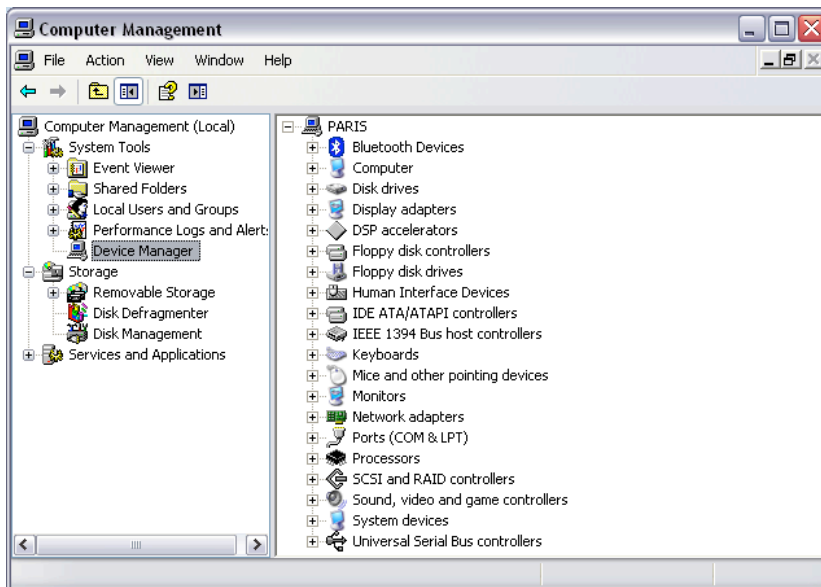 Computer Management
File Action View Window Help
Computer Management (Local)
System Tools
Event Viewer
Shared Folders
Local Users and Groups
Performance Logs and Alert
Device Manager
Storage
Removable Storage
Disk Defragmenter
Disk Management
Services and Applications
PARIS
Bluetooth Devices
Computer
Disk drives
Display adapters
DSP accelerators
Floppy disk controllers
Floppy disk drives
Human Interface Devices
IDE ATA/ATAPI controllers
IEEE 1394 Bus host controllers
Keyboards
Mice and other pointing devices
Monitors
Network adapters
Ports (COM & LPT)
Processors
SCSI and RAID controllers
Sound, video and game controllers
System devices
Universal Serial Bus controllers